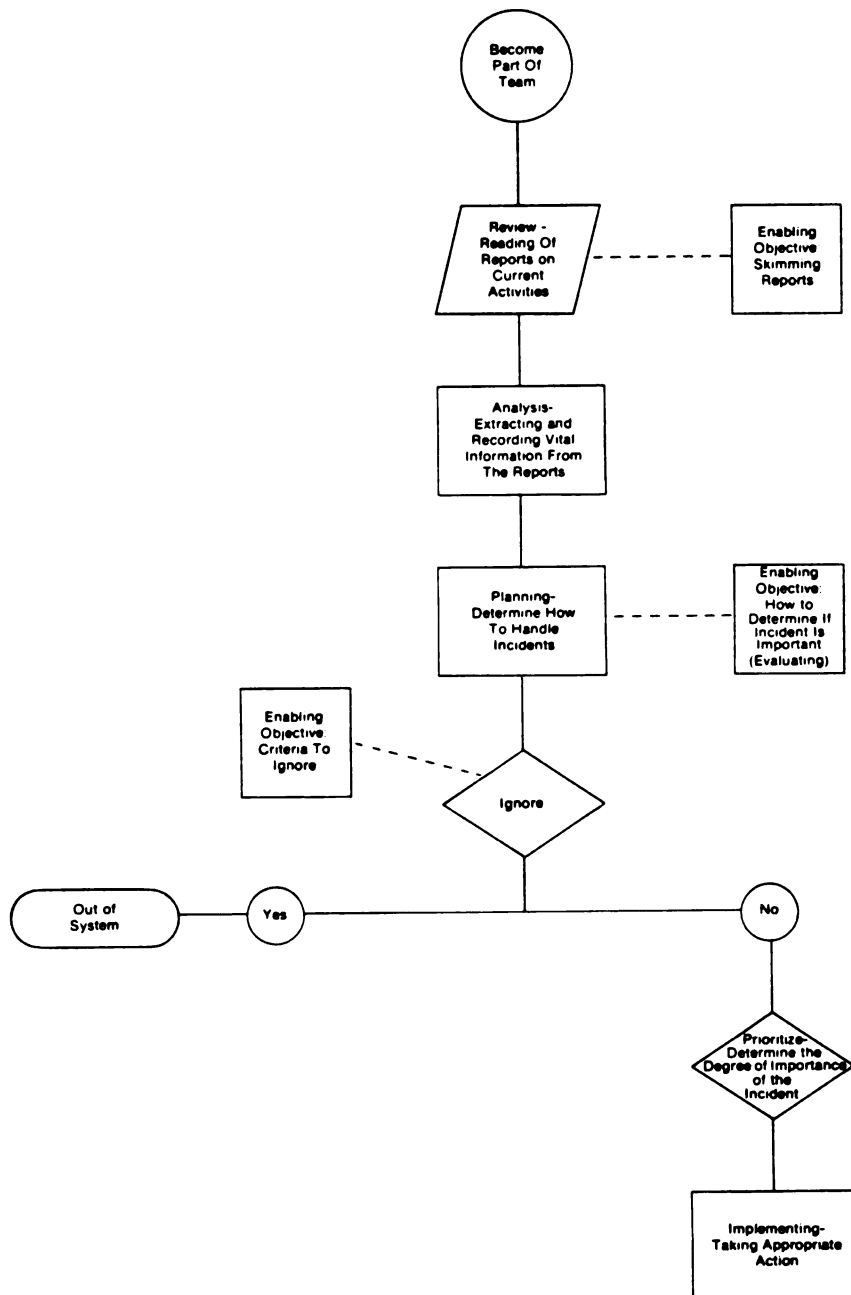 Become
Part Of
Team
Review -
Reading Of
Reports on
Current
Activities
Enabling
Objective
Skimming
Reports
Analysis-
Extracting and
Recording Vital
Information From
The Reports
Planning-
Determine How
To Handle
Incidents
Enabling
Objective:
How to
Determine If
Incident Is
Important
(Evaluating)
Enabling
Objective:
Criteria To
Ignore
Ignore
Out of
System
Yes
No
Prioritize-
Determine the
Degree of Importance
of the
Incident
Implementing-
Taking Appropriate
Action